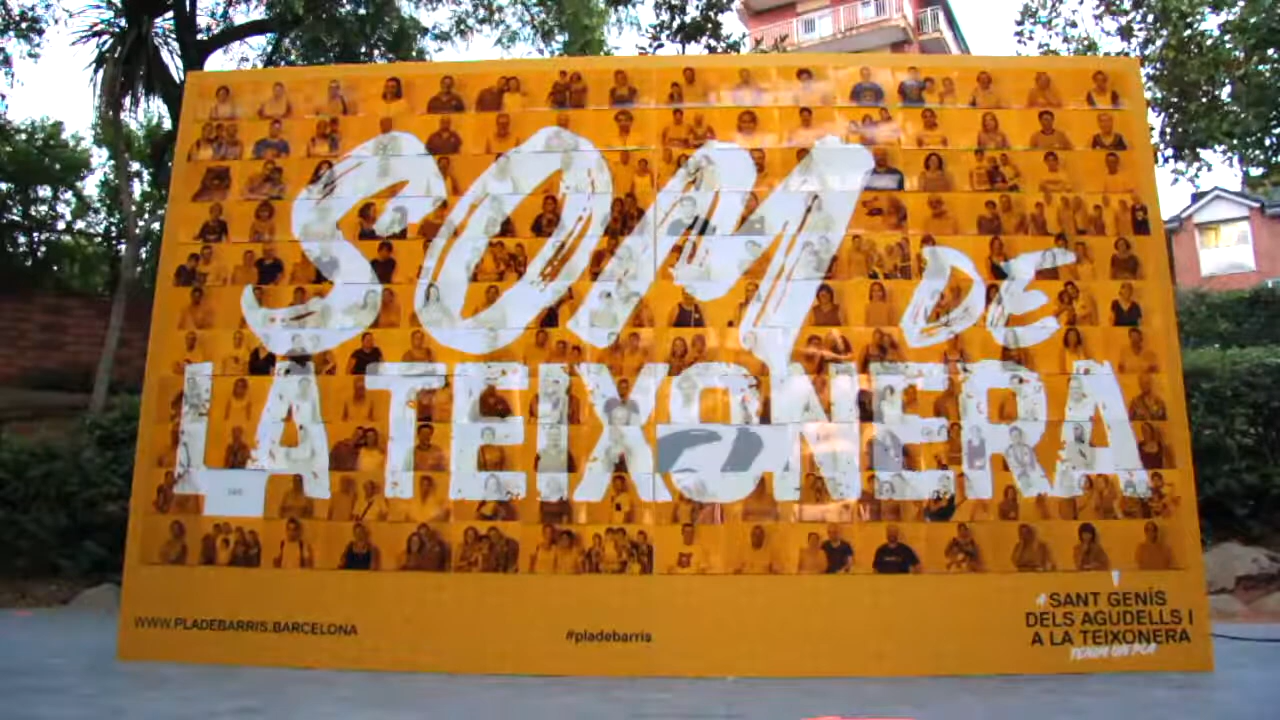 SOM DE
LA TEIXONERA
WWW.PLADEBARRIS.BARCELONA
#pladebarris
A SANT GENÍS
DELS AGUDELLS I
A LA TEIXONERA